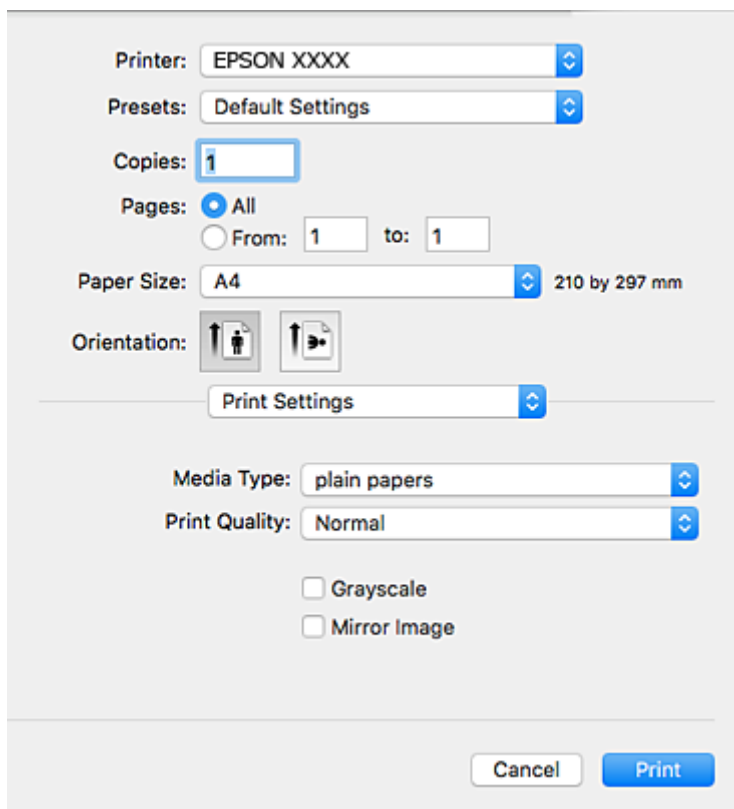 Printer: EPSON XXXX
Presets: Default Settings
Copies: 1
Pages: All
From: 1 to: 1
Paper Size: A4 210 by 297 mm
Orientation:
Print Settings
Media Type: plain papers
Print Quality: Normal
Grayscale
Mirror Image
Cancel Print